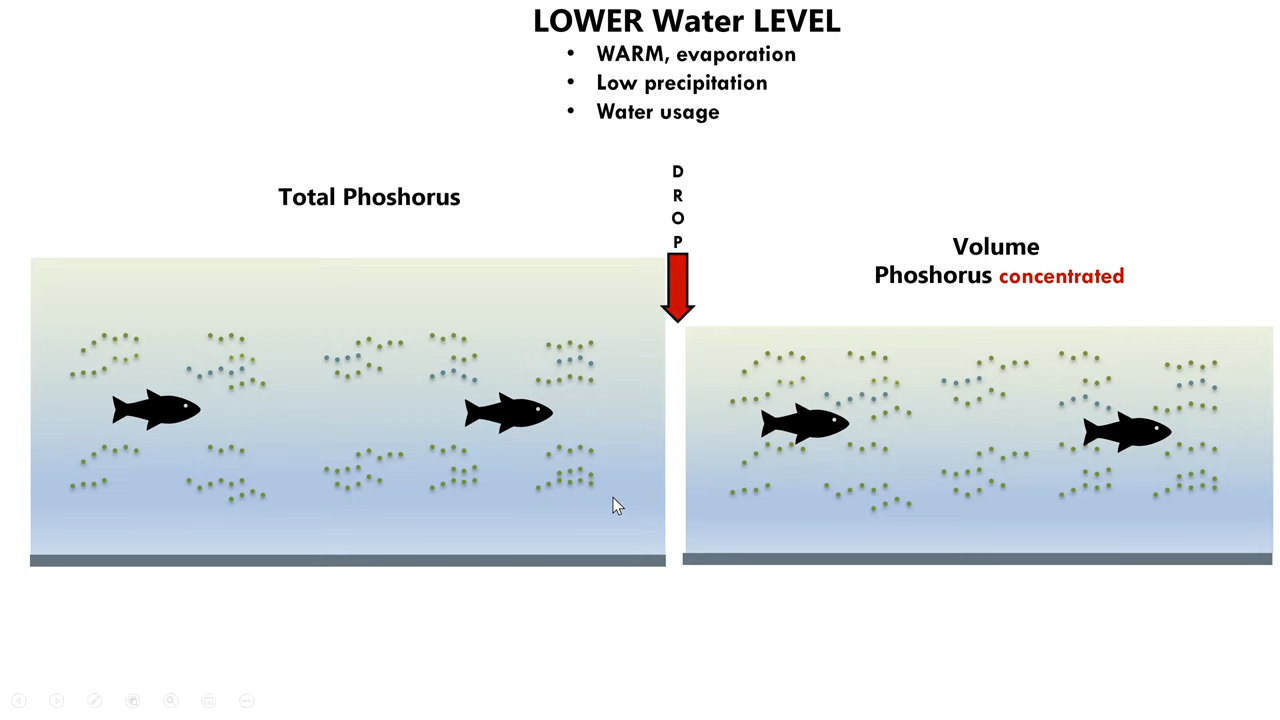 LOWER Water LEVEL
• WARM, evaporation
• Low precipitation
• Water usage
D
R
O
P
Total Phoshorus
Volume
Phoshorus concentrated